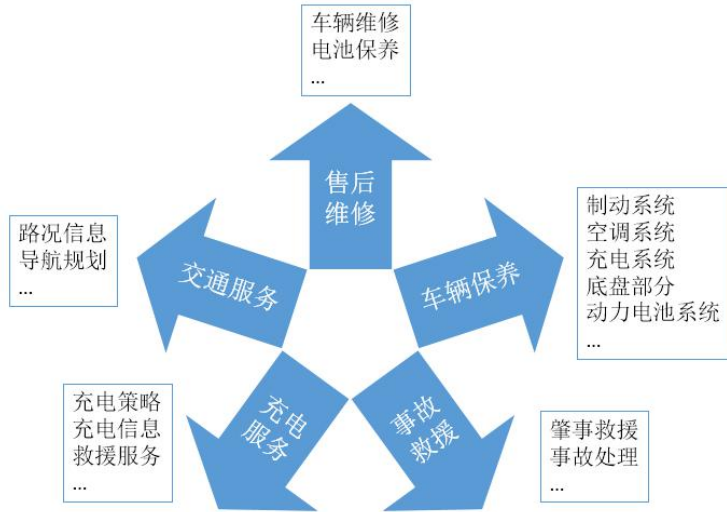 车辆维修
电池保养
...
售后
维修
路况信息
导航规划
...
交通服务
车辆保养
制动系统
空调系统
充电系统
底盘部分
动力电池系统
...
充电策略
充电信息
救援服务
...
充电
服务
事故
救援
肇事救援
事故处理
...